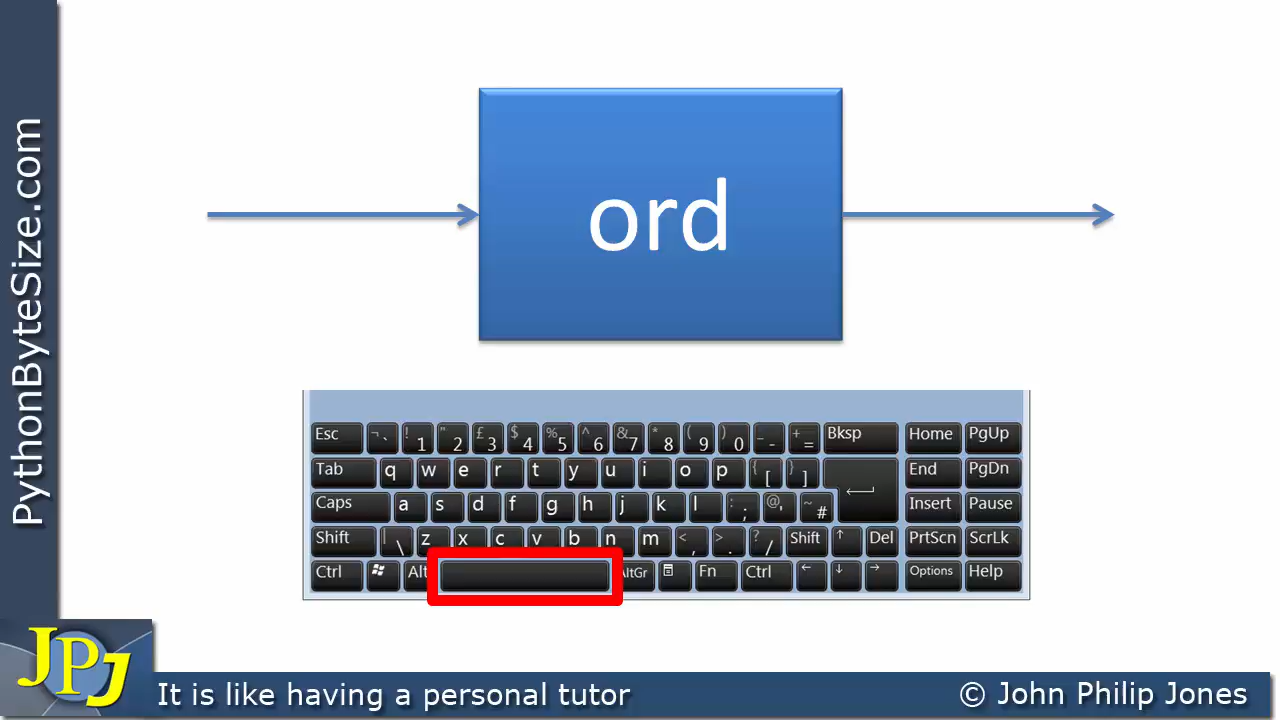 PythonByteSize.com
ord
Esc ¬ ` ! 1 " 2 £ 3 $ 4 % 5 ^ 6 & 7 * 8 ( 9 ) 0 _ - + = Bksp Home PgUp
Tab q w e r t y u i o p { [ } ] End PgDn
Caps a s d f g h j k l : ; @ ' ~ # Insert Pause
Shift | \ z x c v b n m < , > . ? / Shift ↑ Del PrtScn ScrLk
Ctrl Alt AltGr Fn Ctrl ← ↓ → Options Help
JPJ
It is like having a personal tutor
© John Philip Jones